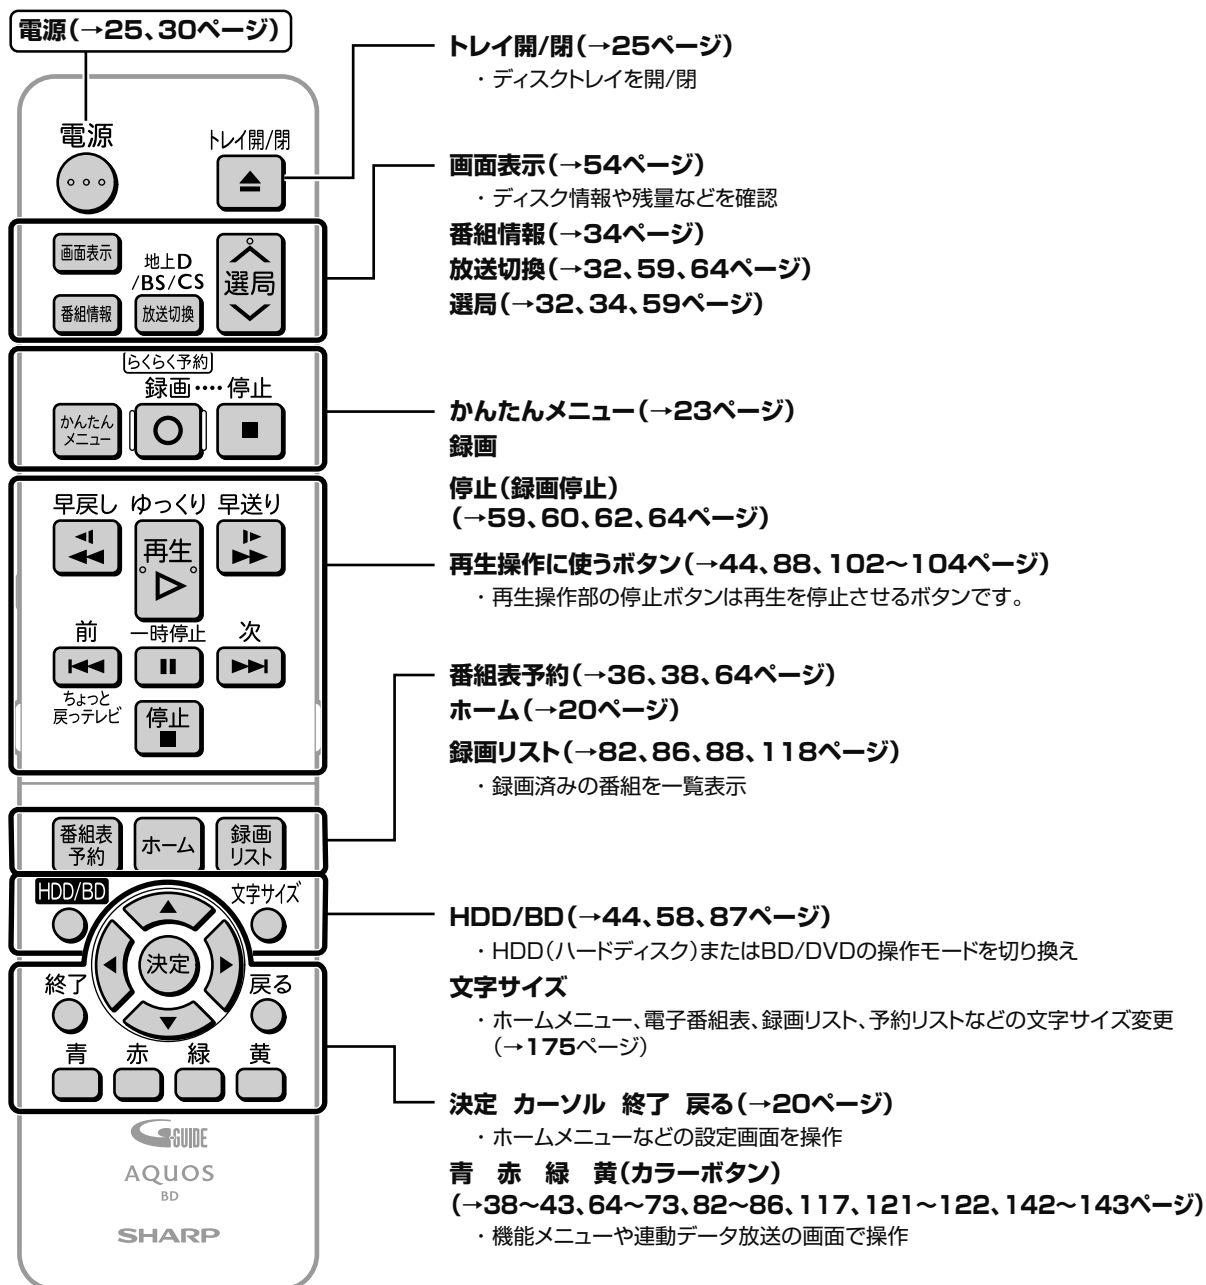 電源(→25、30ページ)
電源
トレイ開/閉
画面表示
地上D
/BS/CS
選局
番組情報
放送切換
らくらく予約
録画‥‥停止
かんたん
メニュー
早戻し ゆっくり 早送り
再生
前 一時停止 次
ちょっと
戻っテレビ
停止
番組表
予約
ホーム
録画
リスト
HDD/BD
文字サイズ
決定
終了
戻る
青 赤 緑 黄
G-GUIDE
AQUOS
BD
SHARP
トレイ開/閉(→25ページ)
・ディスクトレイを開/閉
画面表示(→54ページ)
・ディスク情報や残量などを確認
番組情報(→34ページ)
放送切換(→32、59、64ページ)
選局(→32、34、59ページ)
かんたんメニュー(→23ページ)
録画
停止(録画停止)
(→59、60、62、64ページ)
再生操作に使うボタン(→44、88、102〜104ページ)
・再生操作部の停止ボタンは再生を停止させるボタンです。
番組表予約(→36、38、64ページ)
ホーム(→20ページ)
録画リスト(→82、86、88、118ページ)
・録画済みの番組を一覧表示
HDD/BD(→44、58、87ページ)
・HDD(ハードディスク)またはBD/DVDの操作モードを切り換え
文字サイズ
・ホームメニュー、電子番組表、録画リスト、予約リストなどの文字サイズ変更
(→175ページ)
決定 カーソル 終了 戻る(→20ページ)
・ホームメニューなどの設定画面を操作
青 赤 緑 黄(カラーボタン)
(→38〜43、64〜73、82〜86、117、121〜122、142〜143ページ)
・機能メニューや連動データ放送の画面で操作